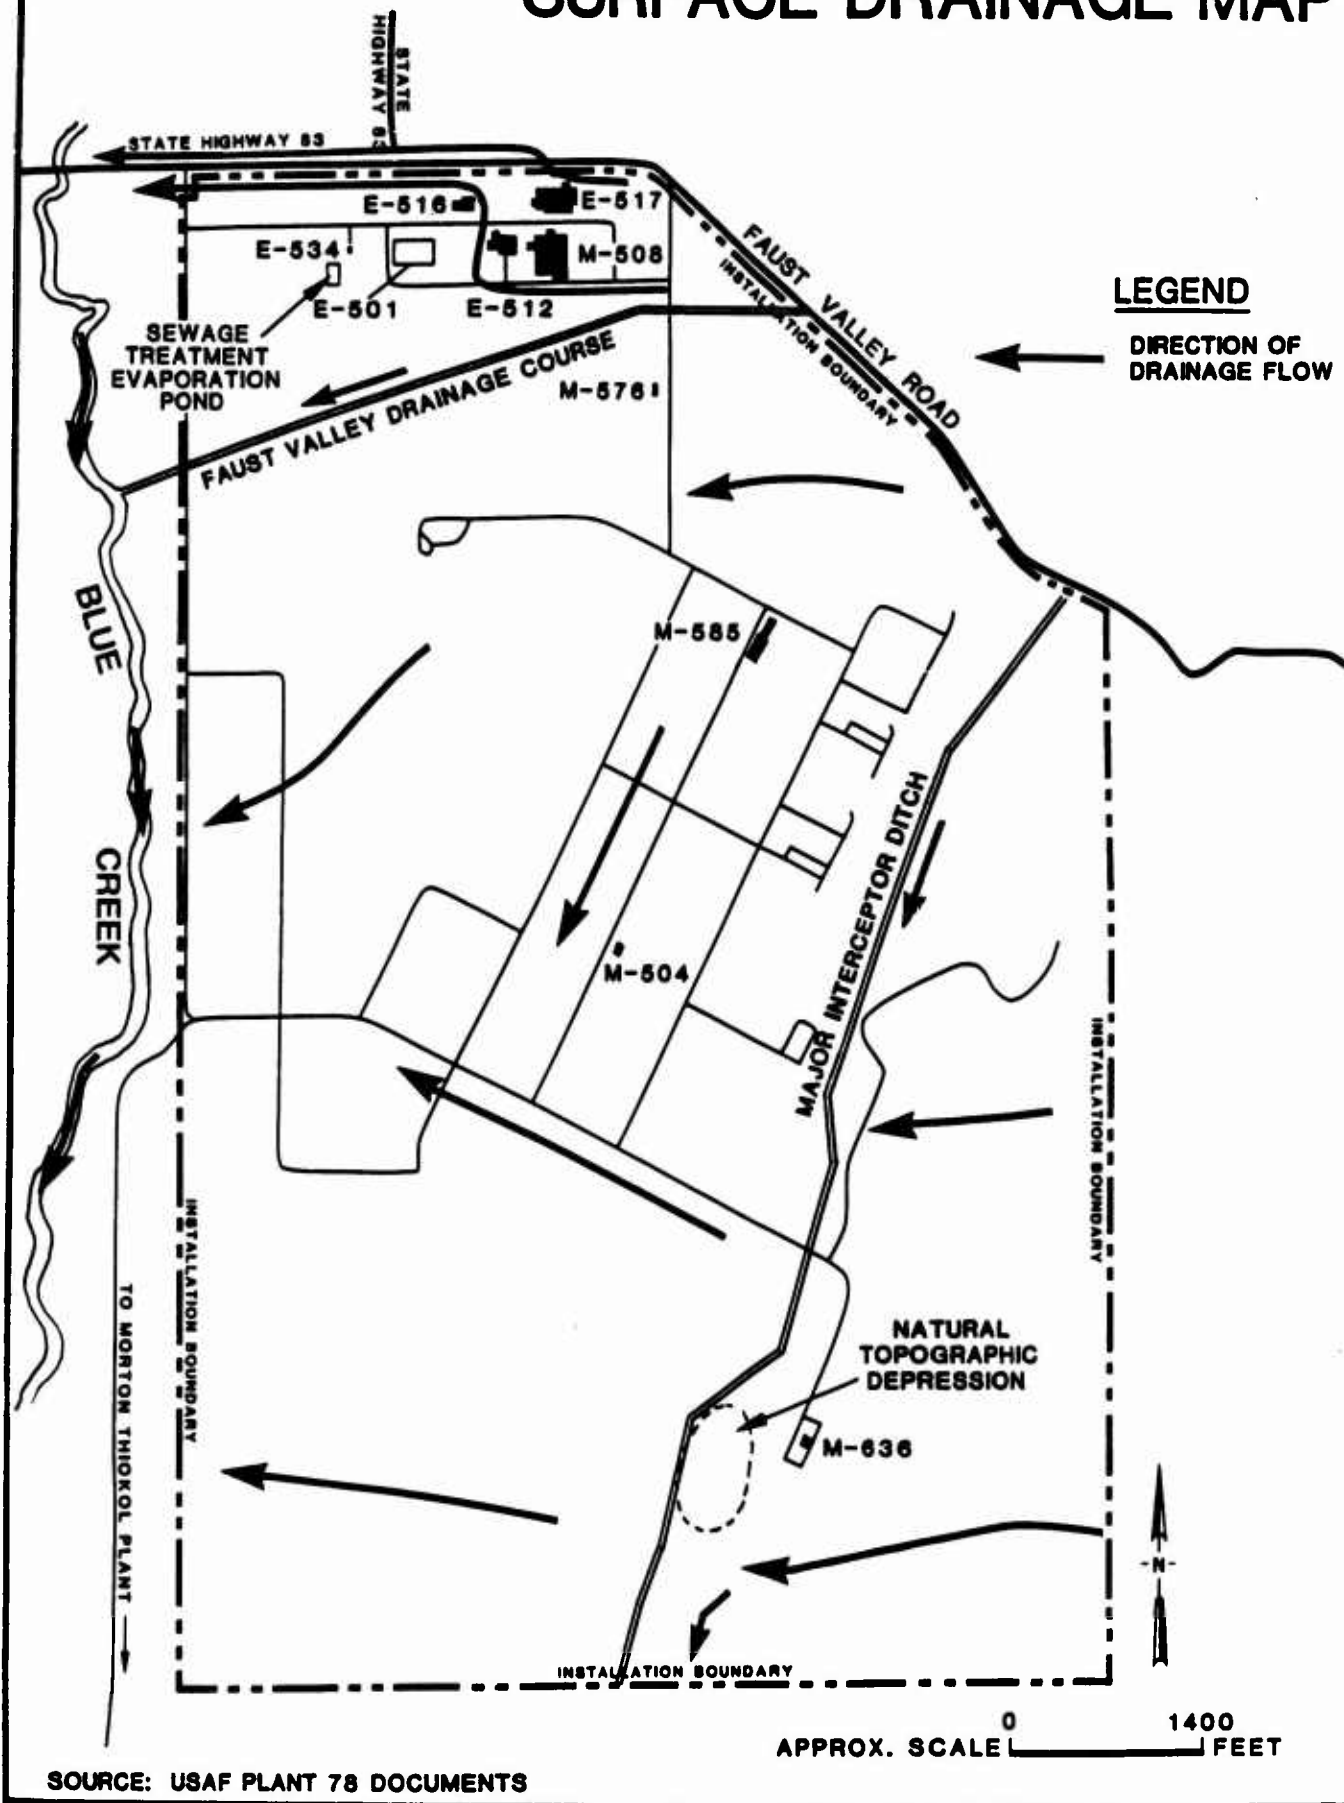 SURFACE DRAINAGE MAP
STATE
HIGHWAY 83
STATE HIGHWAY 83
E-516
E-517
E-534
M-508
E-501
E-512
SEWAGE
TREATMENT
EVAPORATION
POND
FAUST VALLEY ROAD
INSTALLATION BOUNDARY
LEGEND
DIRECTION OF
DRAINAGE FLOW
FAUST VALLEY DRAINAGE COURSE
M-576
BLUE
CREEK
M-585
M-504
MAJOR INTERCEPTOR DITCH
INSTALLATION BOUNDARY
INSTALLATION BOUNDARY
TO MORTON THIOKOL PLANT
NATURAL
TOPOGRAPHIC
DEPRESSION
M-636
-N-
INSTALLATION BOUNDARY
0 1400
APPROX. SCALE FEET
SOURCE: USAF PLANT 78 DOCUMENTS